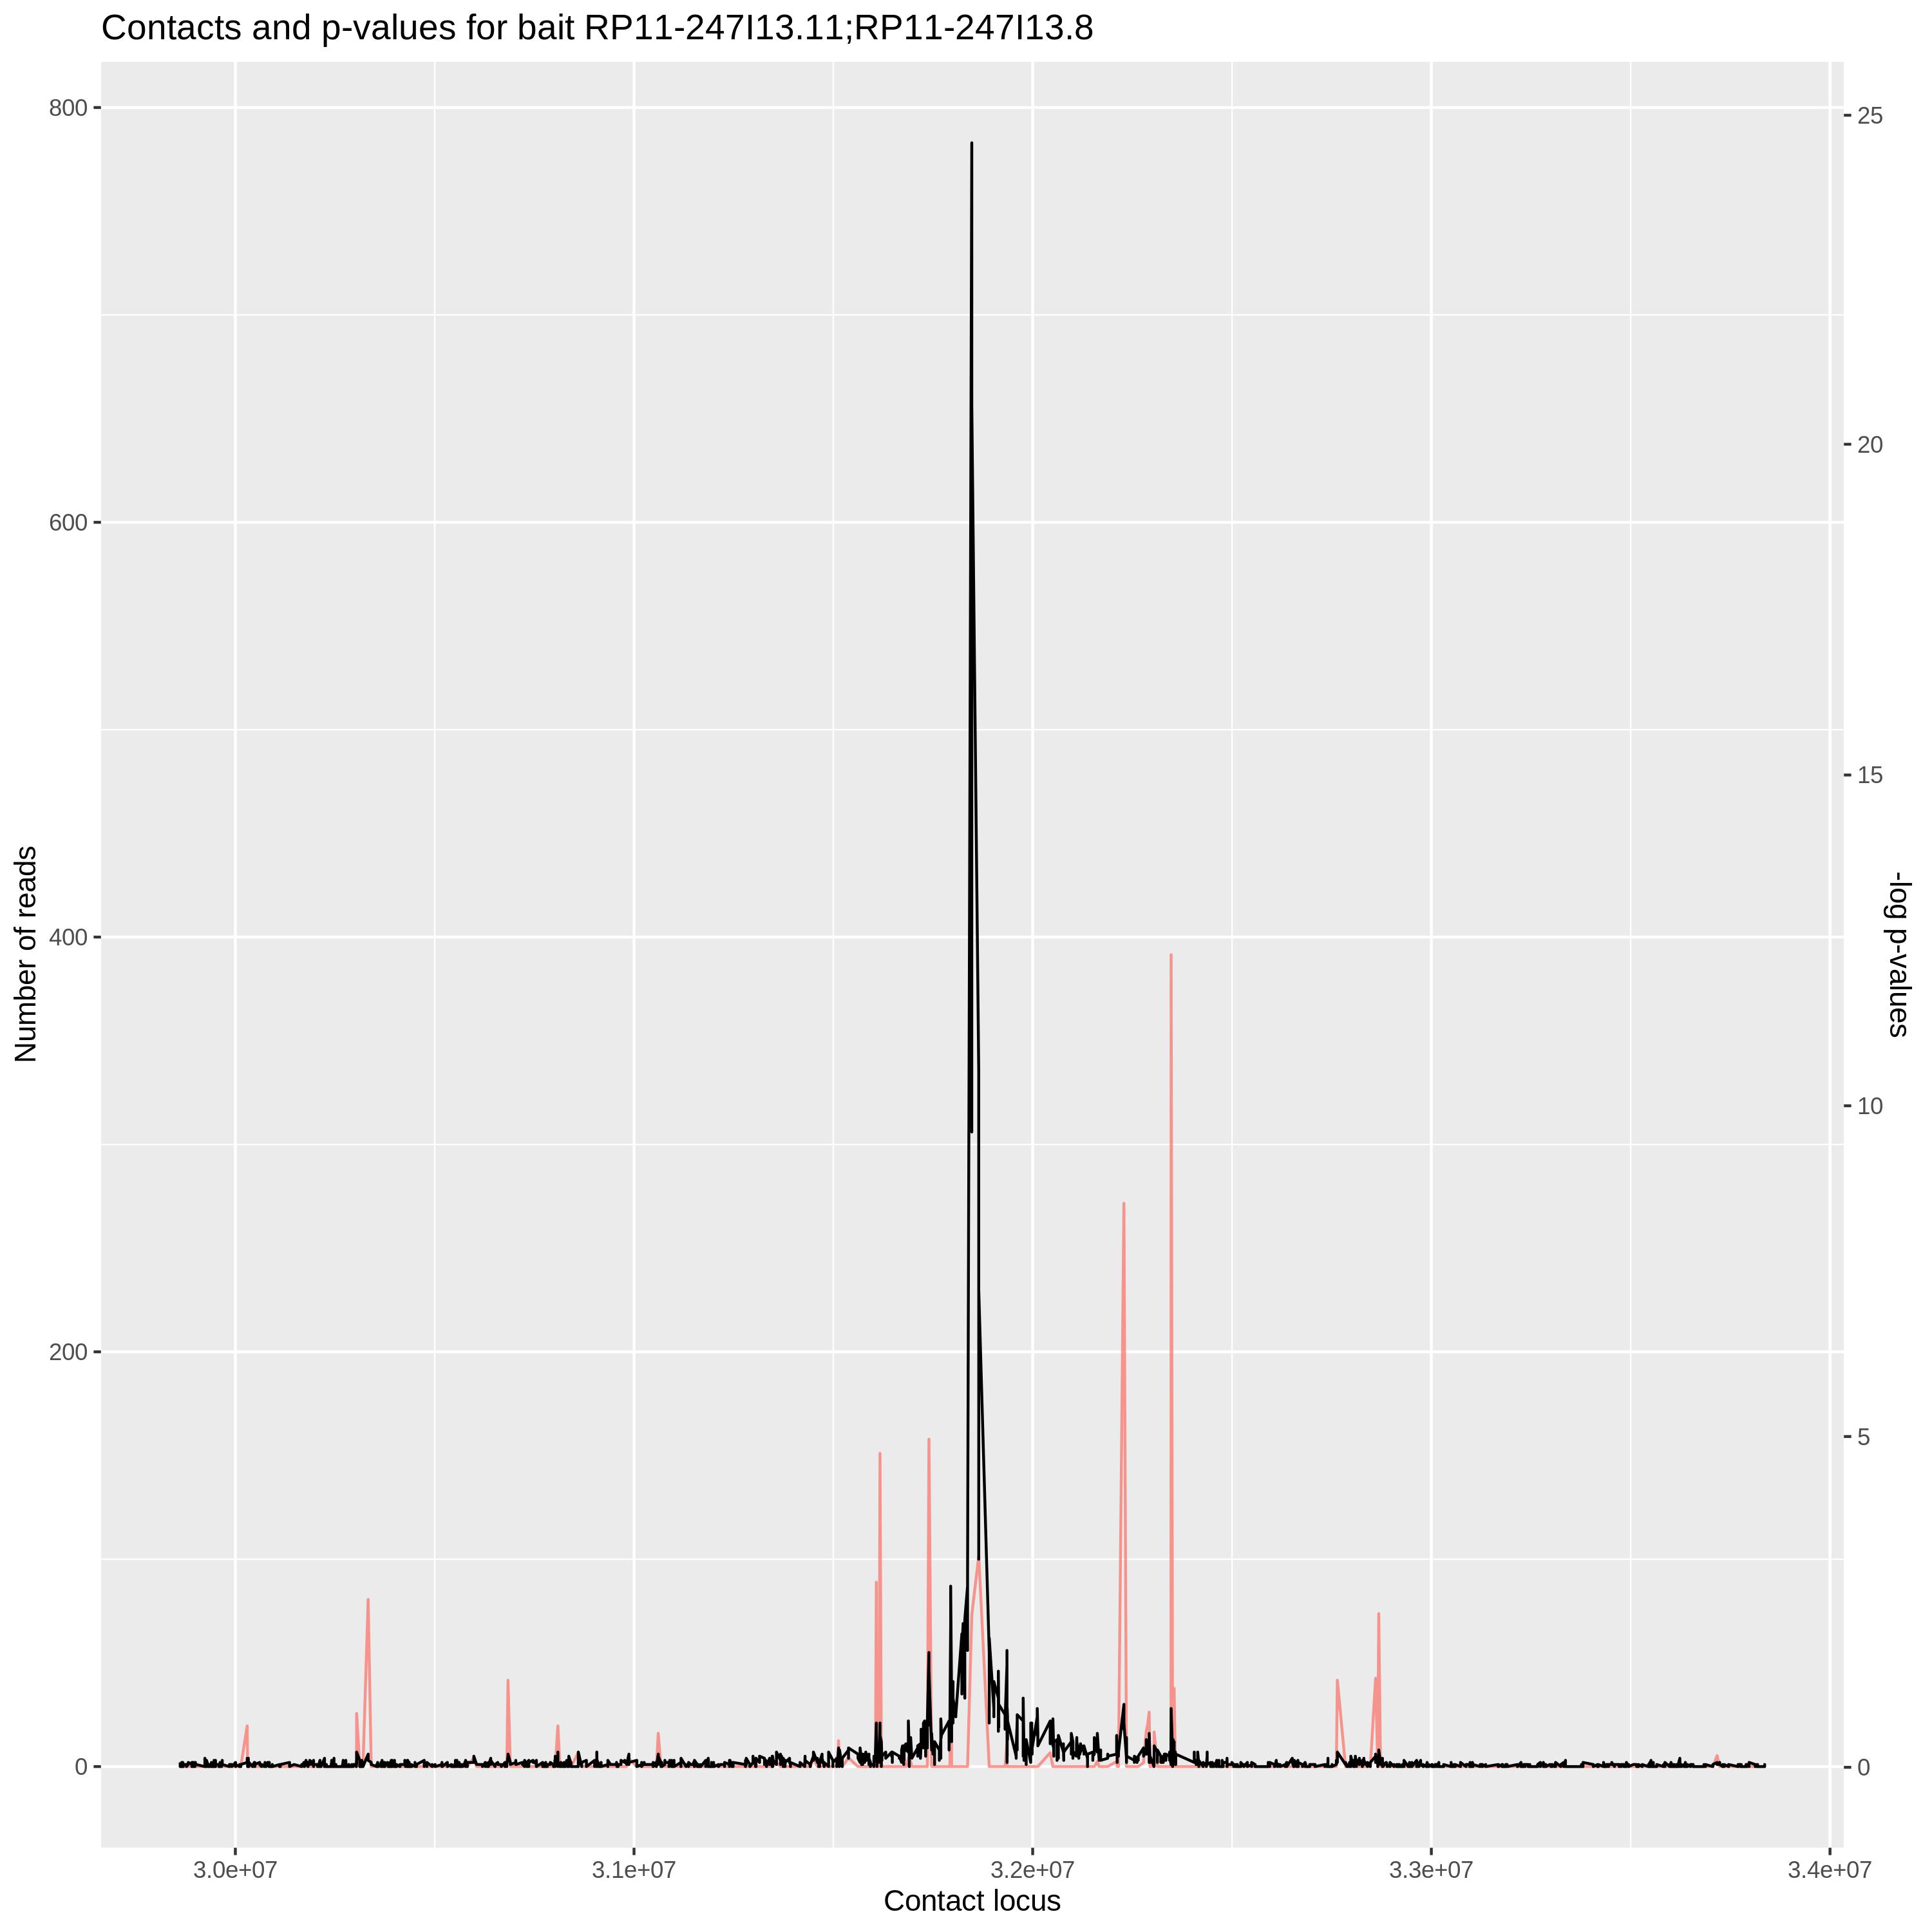 Contacts and p-values for bait RP11-247I13.11;RP11-247I13.8
800
600
400
200
0
Number of reads
25
20
15
10
5
0
-log p-values
3.0e+07
3.1e+07
3.2e+07
3.3e+07
3.4e+07
Contact locus